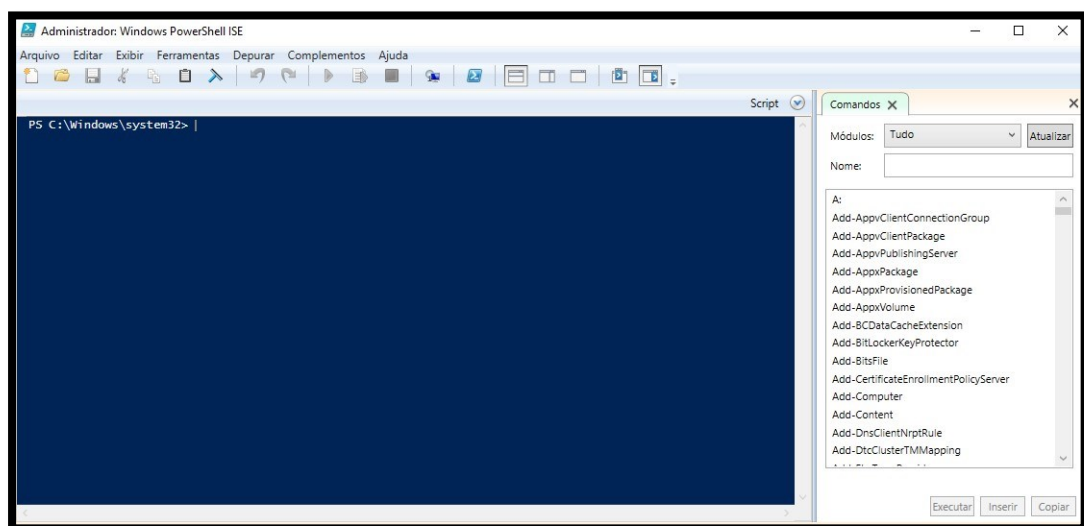 Administrador: Windows PowerShell ISE
Arquivo Editar Exibir Ferramentas Depurar Complementos Ajuda
Script
PS C:\Windows\system32>
Comandos
Módulos: Tudo Atualizar
Nome:
A:
Add-AppvClientConnectionGroup
Add-AppvClientPackage
Add-AppvPublishingServer
Add-AppxPackage
Add-AppxProvisionedPackage
Add-AppxVolume
Add-BCDataCacheExtension
Add-BitLockerKeyProtector
Add-BitsFile
Add-CertificateEnrollmentPolicyServer
Add-Computer
Add-Content
Add-DnsClientNrptRule
Add-DtcClusterTMMapping
Executar Inserir Copiar